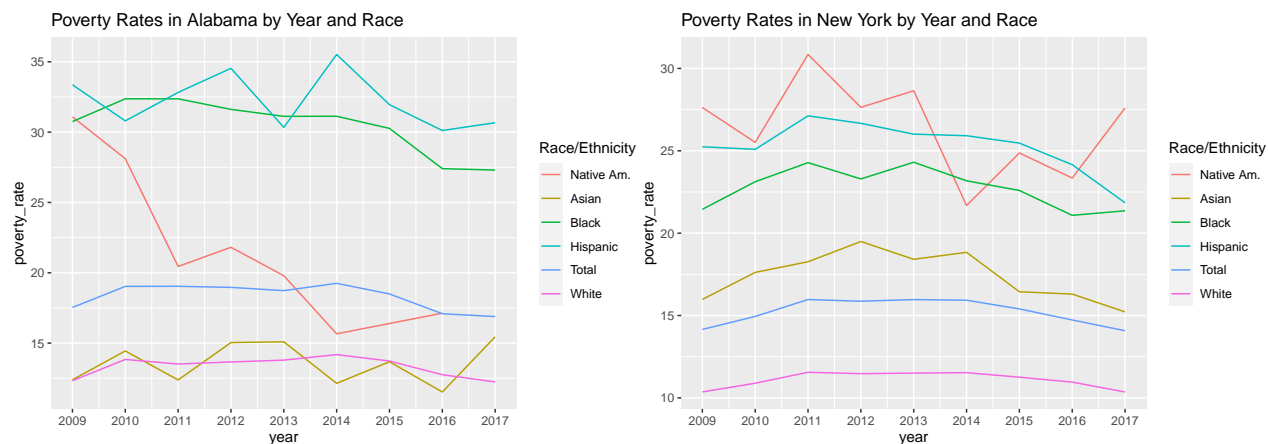 Poverty Rates in Alabama by Year and Race
35
30
25
20
15
poverty_rate
2009 2010 2011 2012 2013 2014 2015 2016 2017
year
Race/Ethnicity
Native Am.
Asian
Black
Hispanic
Total
White
Poverty Rates in New York by Year and Race
30
25
20
15
10
poverty_rate
2009 2010 2011 2012 2013 2014 2015 2016 2017
year
Race/Ethnicity
Native Am.
Asian
Black
Hispanic
Total
White